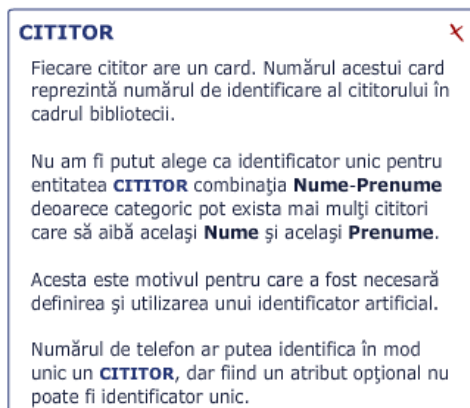 CITITOR
Fiecare cititor are un card. Numărul acestui card
reprezintă numărul de identificare al cititorului în
cadrul bibliotecii.
Nu am fi putut alege ca identificator unic pentru
entitatea CITITOR combinaţia Nume-Prenume
deoarece categoric pot exista mai mulţi cititori
care să aibă acelaşi Nume şi acelaşi Prenume.
Acesta este motivul pentru care a fost necesară
definirea şi utilizarea unui identificator artificial.
Numărul de telefon ar putea identifica în mod
unic un CITITOR, dar fiind un atribut opţional nu
poate fi identificator unic.